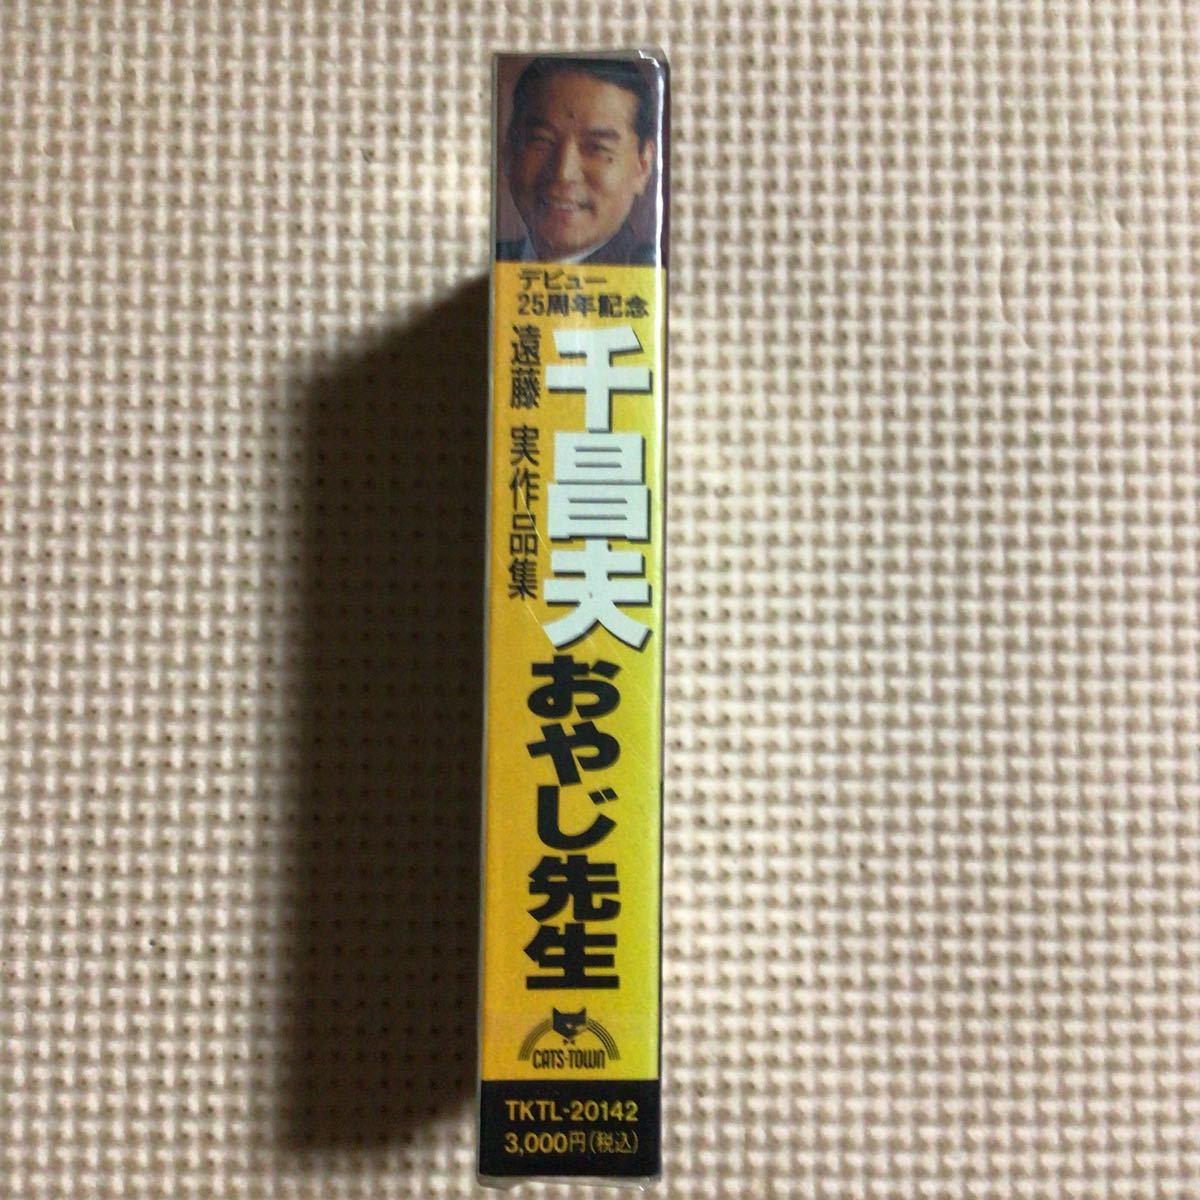 デビュー
25周年記念
千昌夫
遠藤 実作品集
おやじ先生
CATS-TOWN
TKTL-20142
3,000円(税込)